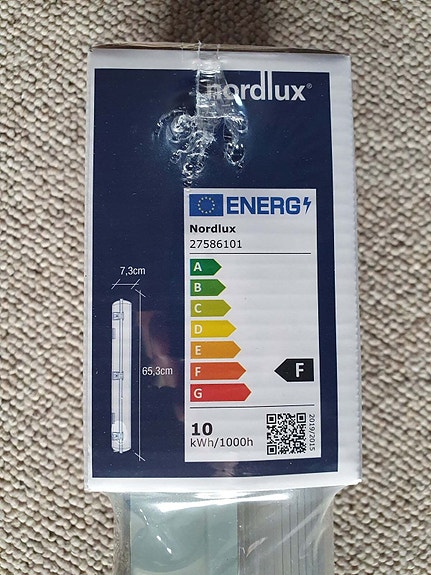 nordlux®
ENERG
Nordlux
27586101
7,3cm
65,3cm
A
B
C
D
E
F
G
F
10
kWh/1000h
2019/2015